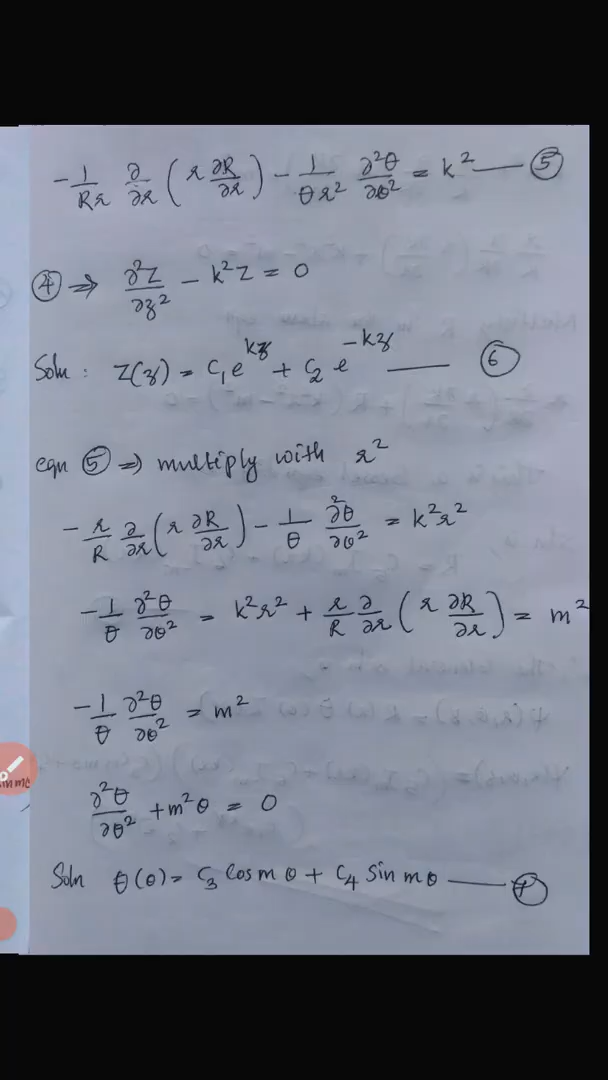 -1/(Rr) ∂/∂r (r ∂R/∂r) - 1/(θr²) ∂²θ/∂θ² = k² — ⑤
④ ⇒ ∂²Z/∂z² - k²Z = 0
Soln : Z(z) = C₁e^{kz} + C₂ e^{-kz} — ⑥
eqn ⑤ ⇒ multiply with r²
-r/R ∂/∂r (r ∂R/∂r) - 1/θ ∂²θ/∂θ² = k²r²
-1/θ ∂²θ/∂θ² = k²r² + r/R ∂/∂r (r ∂R/∂r) = m²
-1/θ ∂²θ/∂θ² = m²
sin mθ
∂²θ/∂θ² + m²θ = 0
Soln θ(θ) = C₃ cos m θ + C₄ sin mθ — ⑦